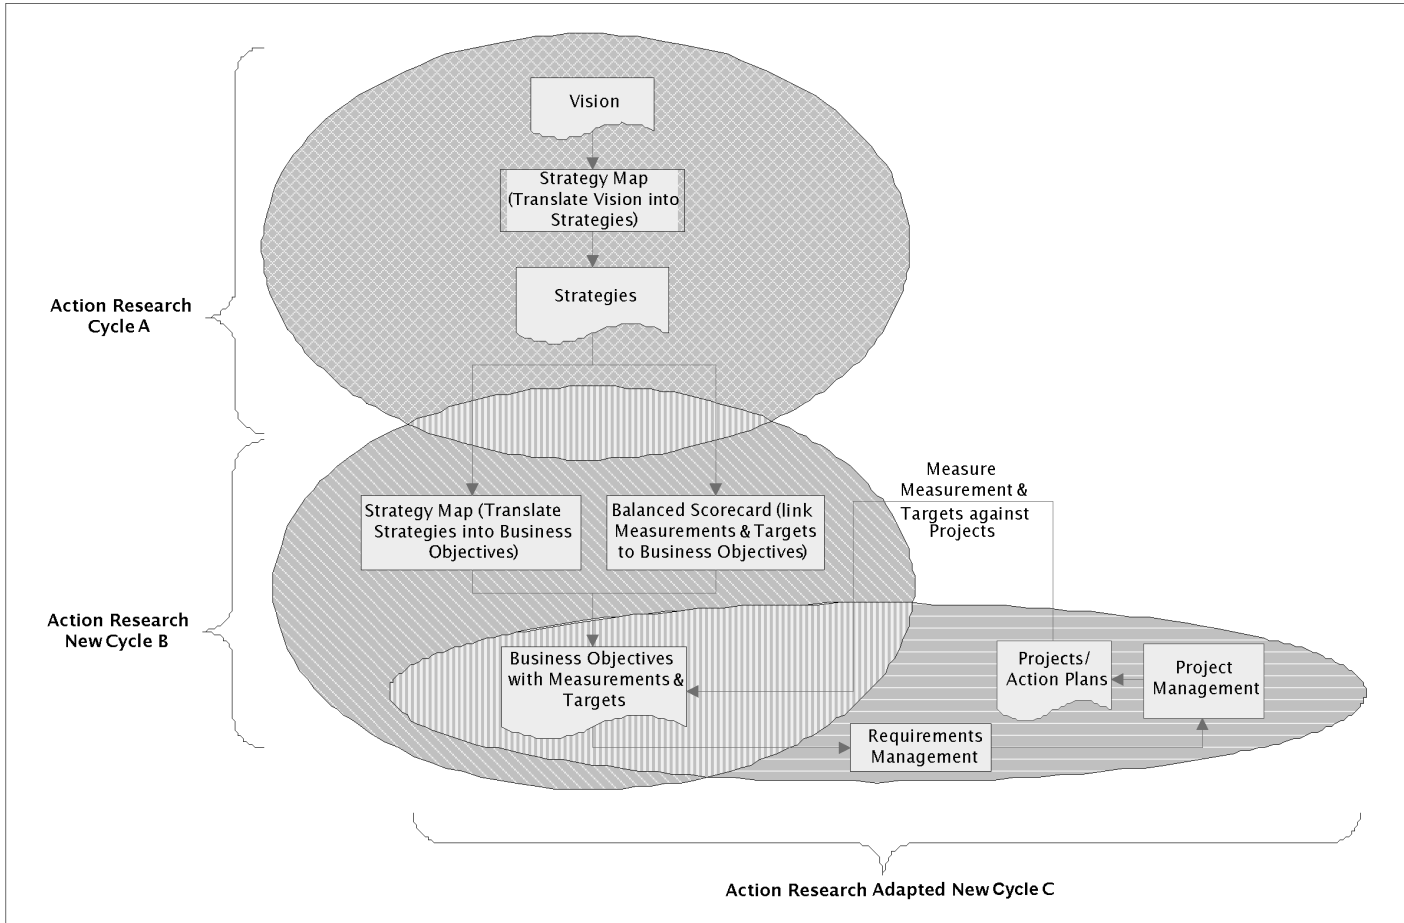 Vision
Strategy Map
(Translate Vision into
Strategies)
Strategies
Action Research
Cycle A
Measure
Measurement &
Targets against
Projects
Strategy Map (Translate
Strategies into Business
Objectives)
Balanced Scorecard (link
Measurements & Targets
to Business Objectives)
Action Research
New Cycle B
Business Objectives
with Measurements &
Targets
Projects/
Action Plans
Project
Management
Requirements
Management
Action Research Adapted New Cycle C